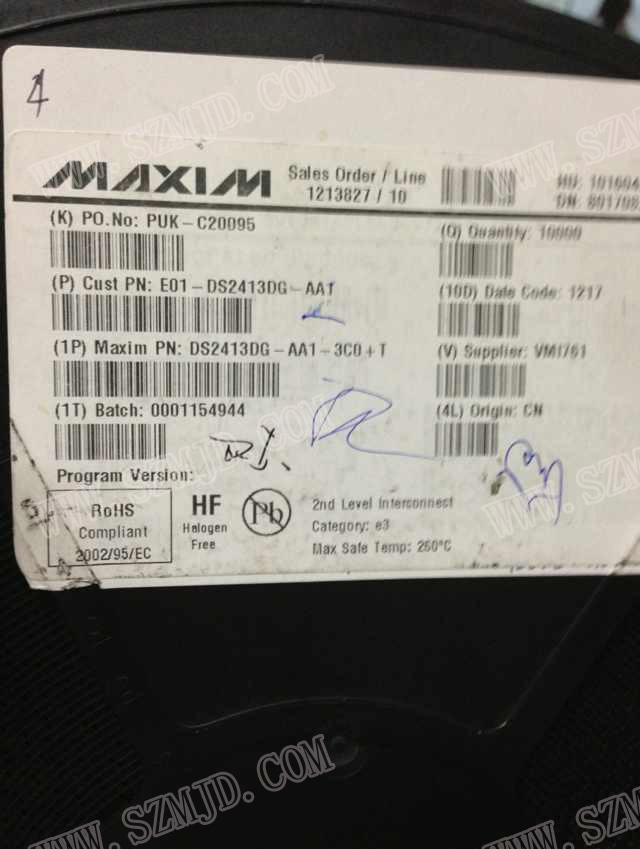 4
MAXIM
Sales Order / Line
1213827 / 10
(K) PO.No: PUK-C20095
(Q) Quantity: 10000
(P) Cust PN: E01-DS2413DG-AA1
(10D) Date Code: 1217
(1P) Maxim PN: DS2413DG-AA1-3C0+T
(V) Supplier: VM1761
(1T) Batch: 0001154944
(4L) Origin: CN
Program Version:
RoHS
Compliant
2002/95/EC
HF
Halogen
Free
Pb
2nd Level Interconnect
Category: e3
Max Safe Temp: 260°C
WWW.SZMJD.COM